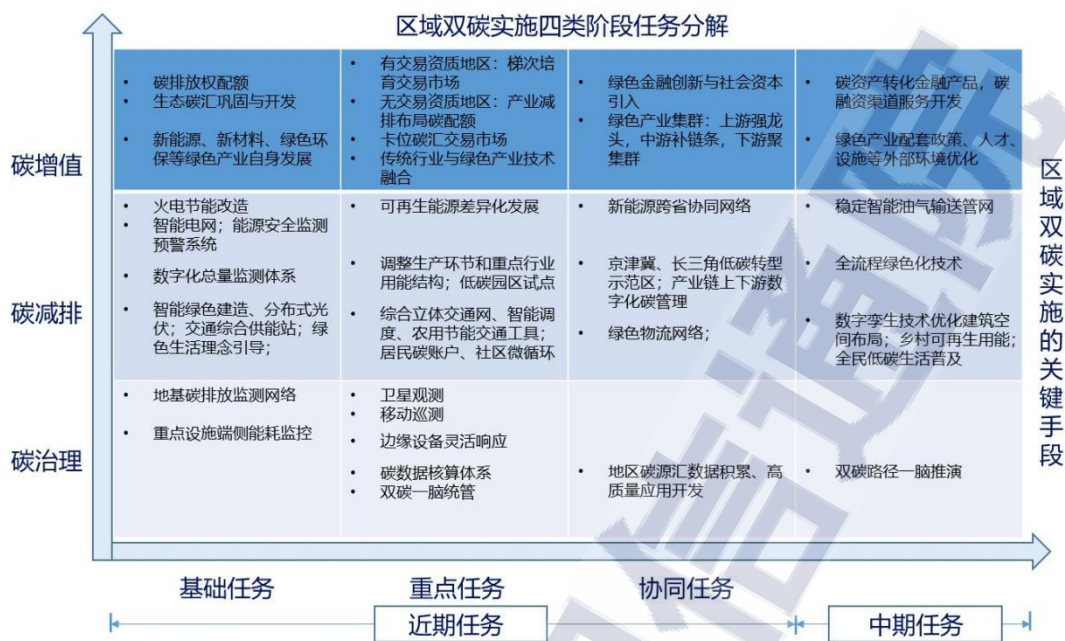 区域双碳实施四类阶段任务分解
碳增值
• 碳排放权配额
• 生态碳汇巩固与开发
• 新能源、新材料、绿色环
保等绿色产业自身发展
• 有交易资质地区：梯次培
育交易市场
• 无交易资质地区：产业减
排布局碳配额
• 卡位碳汇交易市场
• 传统行业与绿色产业技术
融合
• 绿色金融创新与社会资本
引入
• 绿色产业集群：上游强龙
头，中游补链条，下游聚
集群
• 碳资产转化金融产品，碳
融资渠道服务开发
• 绿色产业配套政策、人才、
设施等外部环境优化
碳减排
• 火电节能改造
• 智能电网；能源安全监测
预警系统
• 数字化总量监测体系
• 智能绿色建造、分布式光
伏；交通综合供能站；绿
色生活理念引导；
• 可再生能源差异化发展
• 调整生产环节和重点行业
用能结构；低碳园区试点
• 综合立体交通网、智能调
度、农用节能交通工具；
居民碳账户、社区微循环
• 新能源跨省协同网络
• 京津冀、长三角低碳转型
示范区；产业链上下游数
字化碳管理
• 绿色物流网络；
• 稳定智能油气输送管网
• 全流程绿色化技术
• 数字孪生技术优化建筑空
间布局；乡村可再生用能；
全民低碳生活普及
碳治理
• 地基碳排放监测网络
• 重点设施端侧能耗监控
• 卫星观测
• 移动巡测
• 边缘设备灵活响应
• 碳数据核算体系
• 双碳一脑统管
• 地区碳源汇数据积累、高
质量应用开发
• 双碳路径一脑推演
区域双碳实施的关键手段
基础任务
重点任务
协同任务
近期任务
中期任务
信通院